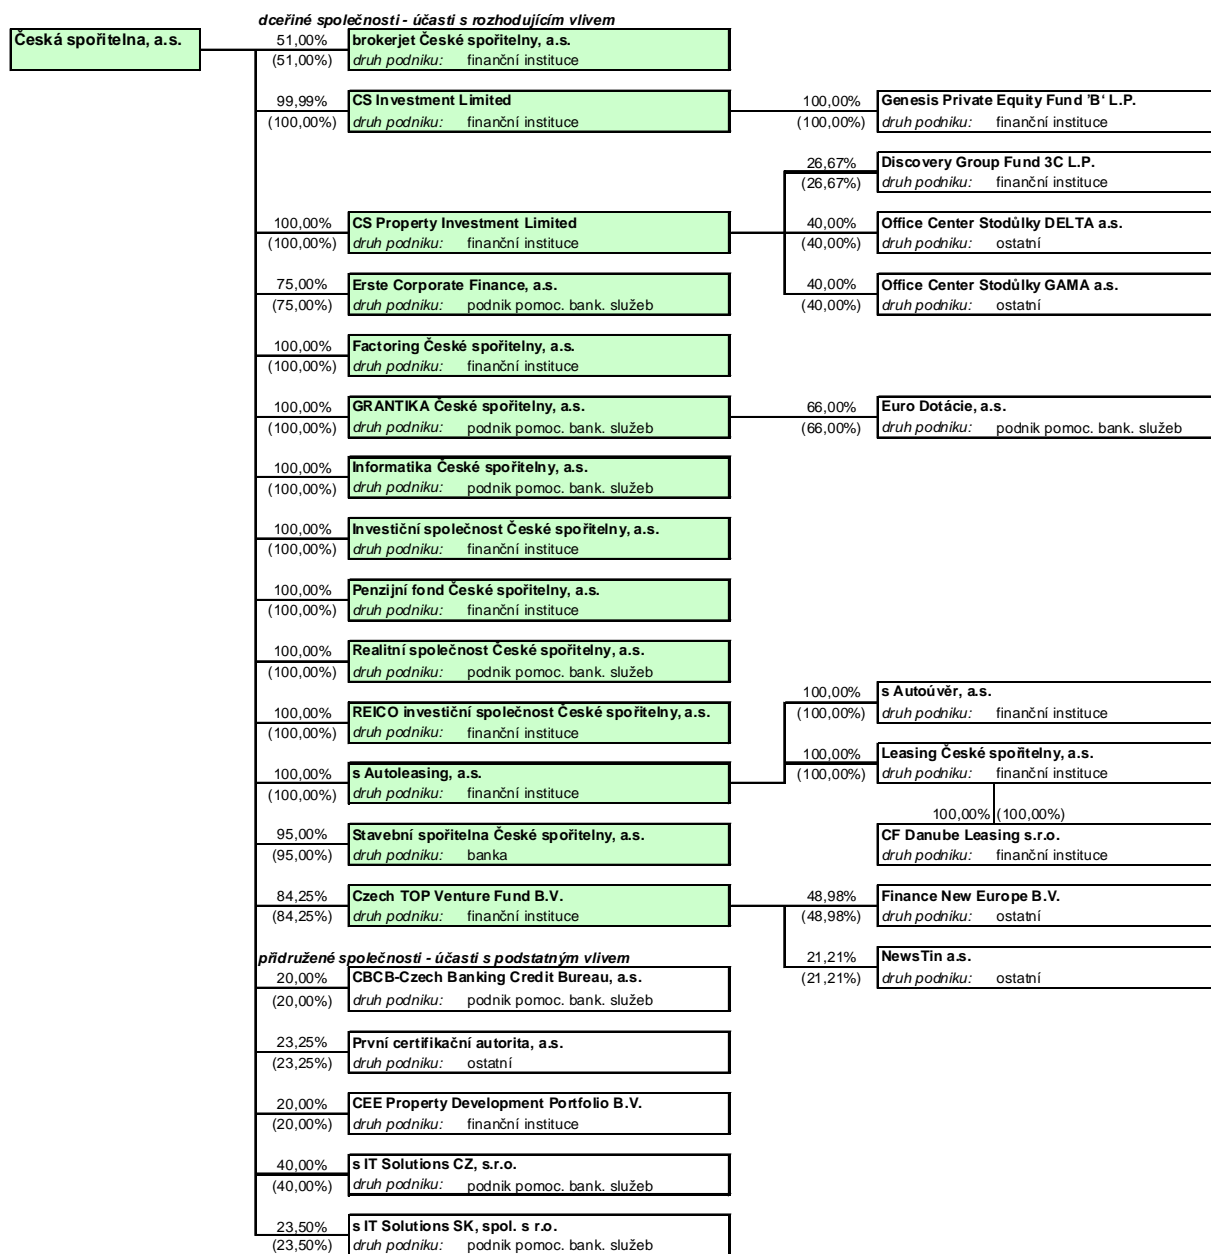 dceřiné společnosti - účasti s rozhodujícím vlivem
Česká spořitelna, a.s.
51,00%
(51,00%)
brokerjet České spořitelny, a.s.
druh podniku: finanční instituce
99,99%
(100,00%)
CS Investment Limited
druh podniku: finanční instituce
100,00%
(100,00%)
Genesis Private Equity Fund 'B' L.P.
druh podniku: finanční instituce
26,67%
(26,67%)
Discovery Group Fund 3C L.P.
druh podniku: finanční instituce
100,00%
(100,00%)
CS Property Investment Limited
druh podniku: finanční instituce
40,00%
(40,00%)
Office Center Stodůlky DELTA a.s.
druh podniku: ostatní
75,00%
(75,00%)
Erste Corporate Finance, a.s.
druh podniku: podnik pomoc. bank. služeb
40,00%
(40,00%)
Office Center Stodůlky GAMA a.s.
druh podniku: ostatní
100,00%
(100,00%)
Factoring České spořitelny, a.s.
druh podniku: finanční instituce
100,00%
(100,00%)
GRANTIKA České spořitelny, a.s.
druh podniku: podnik pomoc. bank. služeb
66,00%
(66,00%)
Euro Dotácie, a.s.
druh podniku: podnik pomoc. bank. služeb
100,00%
(100,00%)
Informatika České spořitelny, a.s.
druh podniku: podnik pomoc. bank. služeb
100,00%
(100,00%)
Investiční společnost České spořitelny, a.s.
druh podniku: finanční instituce
100,00%
(100,00%)
Penzijní fond České spořitelny, a.s.
druh podniku: finanční instituce
100,00%
(100,00%)
Realitní společnost České spořitelny, a.s.
druh podniku: podnik pomoc. bank. služeb
100,00%
(100,00%)
s Autoúvěr, a.s.
druh podniku: finanční instituce
100,00%
(100,00%)
REICO investiční společnost České spořitelny, a.s.
druh podniku: finanční instituce
100,00%
(100,00%)
Leasing České spořitelny, a.s.
druh podniku: finanční instituce
100,00%
(100,00%)
s Autoleasing, a.s.
druh podniku: finanční instituce
100,00% (100,00%)
CF Danube Leasing s.r.o.
druh podniku: finanční instituce
95,00%
(95,00%)
Stavební spořitelna České spořitelny, a.s.
druh podniku: banka
84,25%
(84,25%)
Czech TOP Venture Fund B.V.
druh podniku: finanční instituce
48,98%
(48,98%)
Finance New Europe B.V.
druh podniku: ostatní
21,21%
(21,21%)
NewsTin a.s.
druh podniku: ostatní
přidružené společnosti - účasti s podstatným vlivem
20,00%
(20,00%)
CBCB-Czech Banking Credit Bureau, a.s.
druh podniku: podnik pomoc. bank. služeb
23,25%
(23,25%)
První certifikační autorita, a.s.
druh podniku: ostatní
20,00%
(20,00%)
CEE Property Development Portfolio B.V.
druh podniku: finanční instituce
40,00%
(40,00%)
s IT Solutions CZ, s.r.o.
druh podniku: podnik pomoc. bank. služeb
23,50%
(23,50%)
s IT Solutions SK, spol. s r.o.
druh podniku: podnik pomoc. bank. služeb